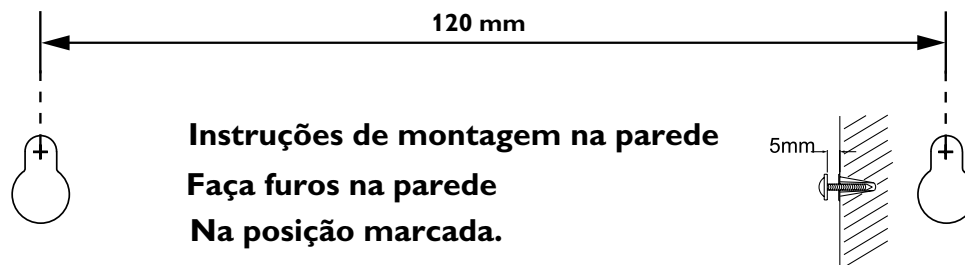 120 mm
Instruções de montagem na parede
5mm
Faça furos na parede
Na posição marcada.